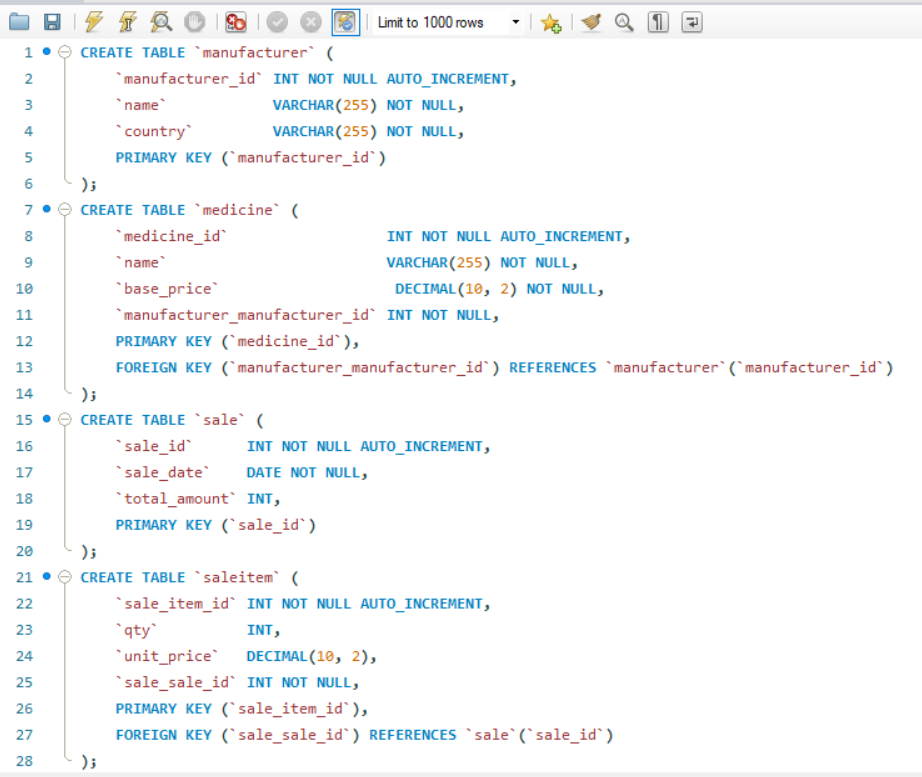 Limit to 1000 rows
1 CREATE TABLE `manufacturer` (
2 `manufacturer_id` INT NOT NULL AUTO_INCREMENT,
3 `name` VARCHAR(255) NOT NULL,
4 `country` VARCHAR(255) NOT NULL,
5 PRIMARY KEY (`manufacturer_id`)
6 );
7 CREATE TABLE `medicine` (
8 `medicine_id` INT NOT NULL AUTO_INCREMENT,
9 `name` VARCHAR(255) NOT NULL,
10 `base_price` DECIMAL(10, 2) NOT NULL,
11 `manufacturer_manufacturer_id` INT NOT NULL,
12 PRIMARY KEY (`medicine_id`),
13 FOREIGN KEY (`manufacturer_manufacturer_id`) REFERENCES `manufacturer`(`manufacturer_id`)
14 );
15 CREATE TABLE `sale` (
16 `sale_id` INT NOT NULL AUTO_INCREMENT,
17 `sale_date` DATE NOT NULL,
18 `total_amount` INT,
19 PRIMARY KEY (`sale_id`)
20 );
21 CREATE TABLE `saleitem` (
22 `sale_item_id` INT NOT NULL AUTO_INCREMENT,
23 `qty` INT,
24 `unit_price` DECIMAL(10, 2),
25 `sale_sale_id` INT NOT NULL,
26 PRIMARY KEY (`sale_item_id`),
27 FOREIGN KEY (`sale_sale_id`) REFERENCES `sale`(`sale_id`)
28 );